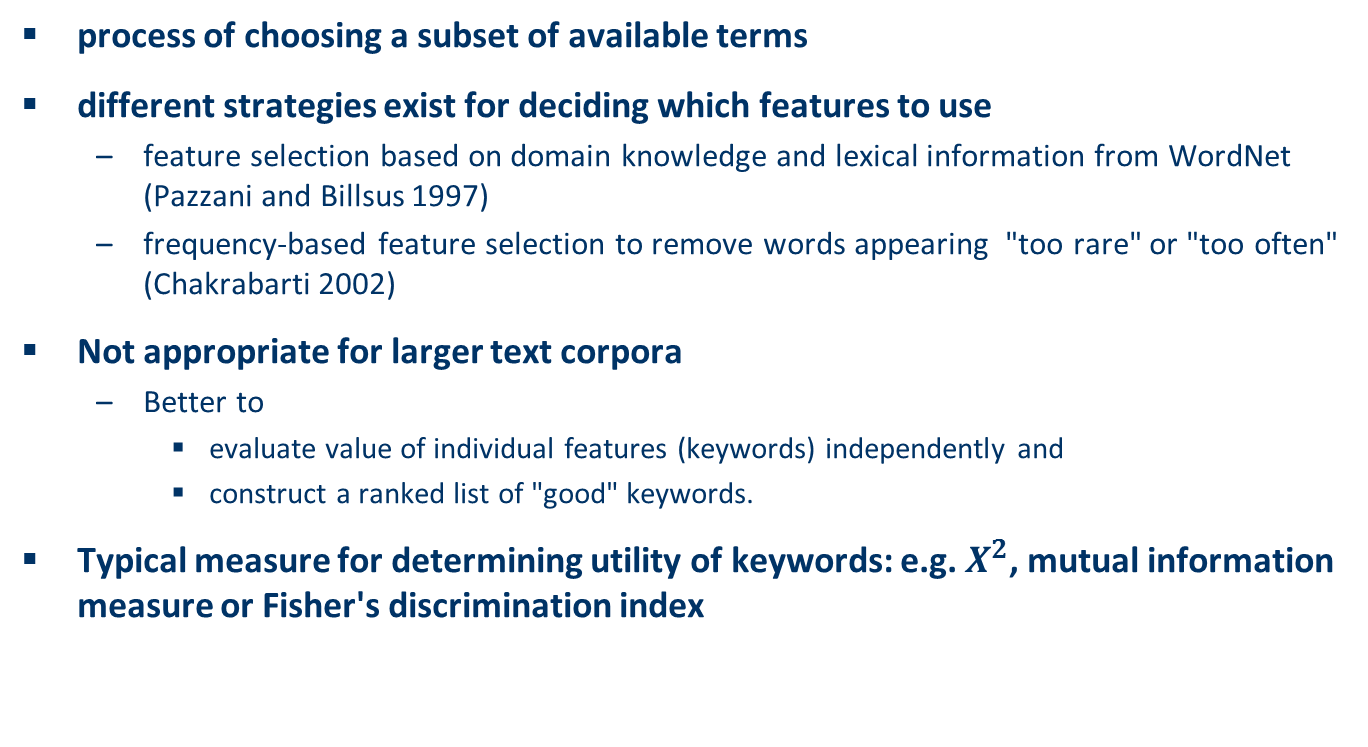 ▪ process of choosing a subset of available terms
▪ different strategies exist for deciding which features to use
– feature selection based on domain knowledge and lexical information from WordNet
(Pazzani and Billsus 1997)
– frequency-based feature selection to remove words appearing "too rare" or "too often"
(Chakrabarti 2002)
▪ Not appropriate for larger text corpora
– Better to
▪ evaluate value of individual features (keywords) independently and
▪ construct a ranked list of "good" keywords.
▪ Typical measure for determining utility of keywords: e.g. X², mutual information
measure or Fisher's discrimination index